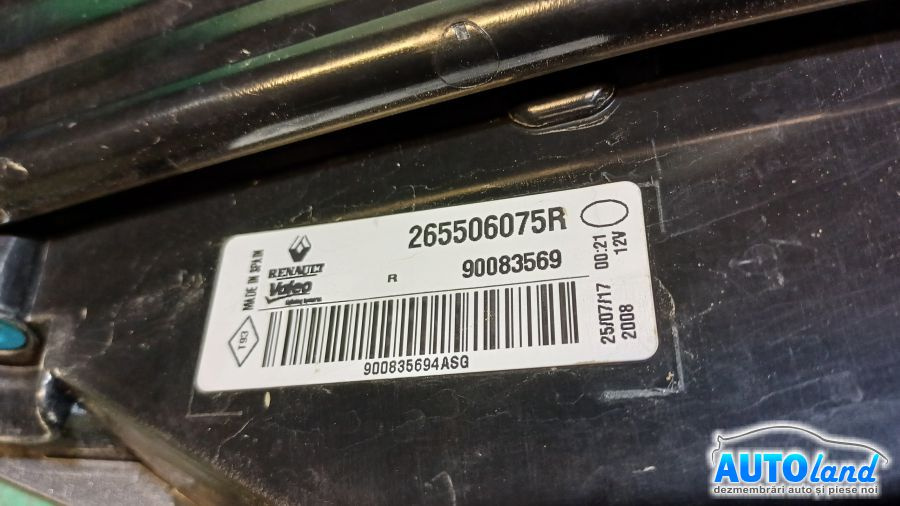 265506075R
MADE IN SPAIN
RENAULT
Valeo
R 90083569
25/07/17 00:21
2008 12V
T93
900835694ASG
AUTOland
dezmembrări auto și piese noi